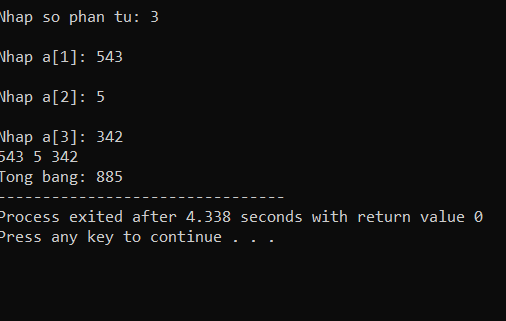 Nhap so phan tu: 3
Nhap a[1]: 543
Nhap a[2]: 5
Nhap a[3]: 342
543 5 342
Tong bang: 885
--------------------------------
Process exited after 4.338 seconds with return value 0
Press any key to continue . . .